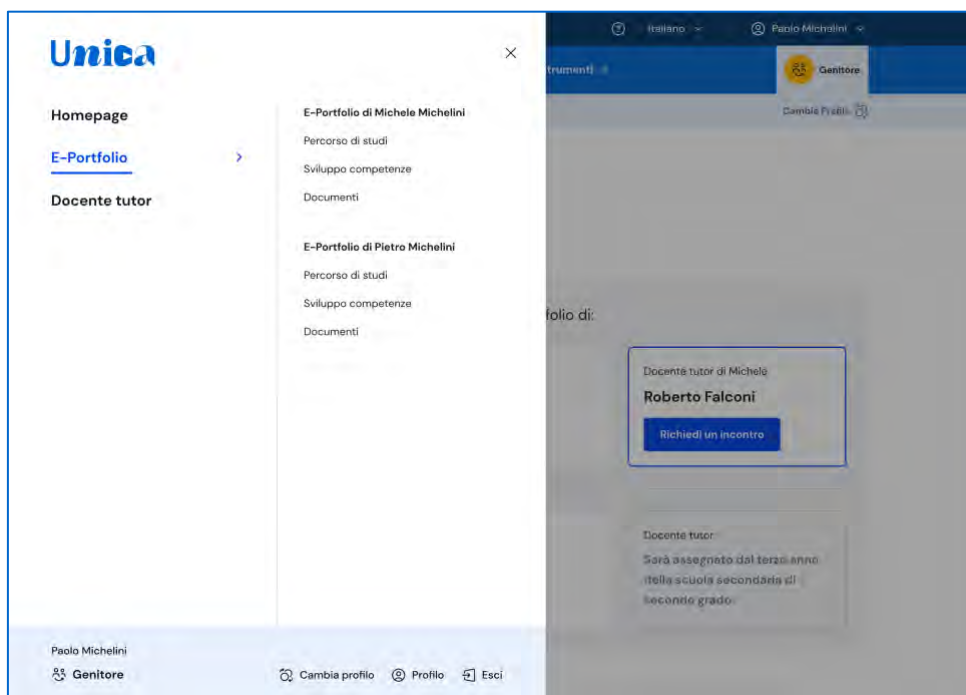 Unica
Homepage
E-Portfolio
Docente tutor
E-Portfolio di Michele Michelini
Percorso di studi
Sviluppo competenze
Documenti
E-Portfolio di Pietro Michelini
Percorso di studi
Sviluppo competenze
Documenti
Paolo Michelini
Genitore
Cambia profilo
Profilo
Esci
Italiano
Paolo Michelini
trumenti
Genitore
Cambia Profilo
folio di:
Docente tutor di Michele
Roberto Falconi
Richiedi un incontro
Docente tutor
Sarà assegnato dal terzo anno
della scuola secondaria di
secondo grado